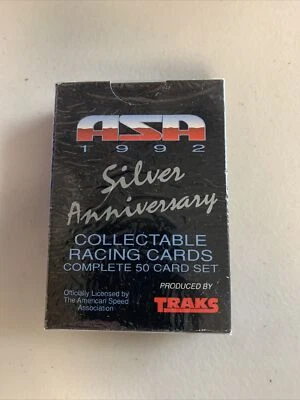 ASA
1992
Silver
Anniversary
COLLECTABLE
RACING CARDS
COMPLETE 50 CARD SET
Officially Licensed by
The American Speed
Association
PRODUCED BY
TRAKS